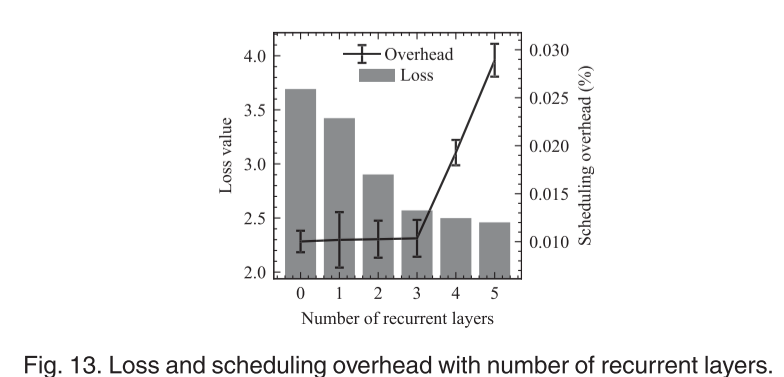 Overhead
Loss
4.0
3.5
3.0
2.5
2.0
Loss value
0.030
0.025
0.020
0.015
0.010
Scheduling overhead (%)
0 1 2 3 4 5
Number of recurrent layers
Fig. 13. Loss and scheduling overhead with number of recurrent layers.